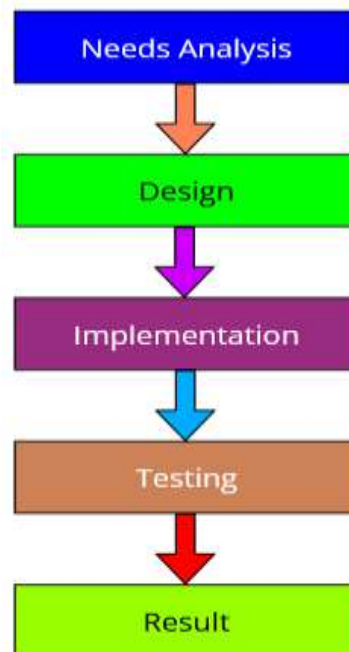 Needs Analysis
Design
Implementation
Testing
Result